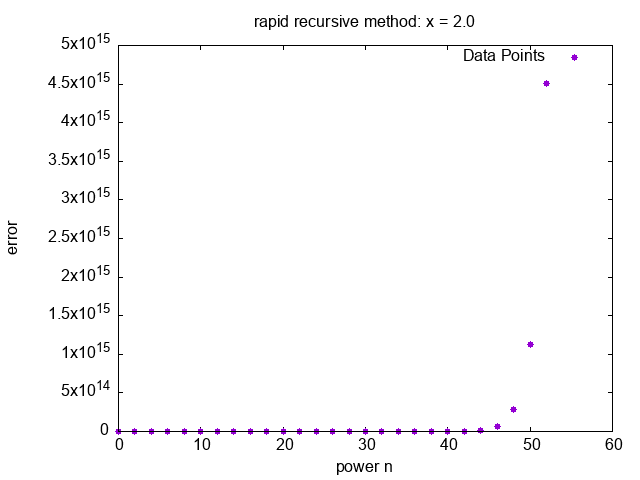 rapid recursive method: x = 2.0
Data Points
5x10^15
4.5x10^15
4x10^15
3.5x10^15
3x10^15
2.5x10^15
2x10^15
1.5x10^15
1x10^15
5x10^14
0
error
0 10 20 30 40 50 60
power n